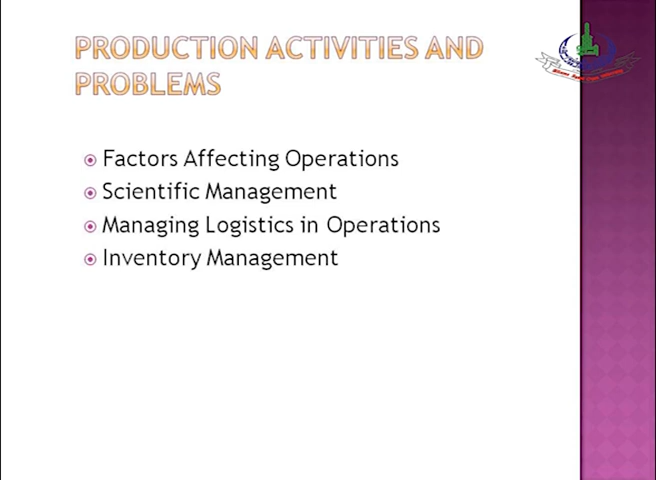 PRODUCTION ACTIVITIES AND
PROBLEMS
Factors Affecting Operations
Scientific Management
Managing Logistics in Operations
Inventory Management